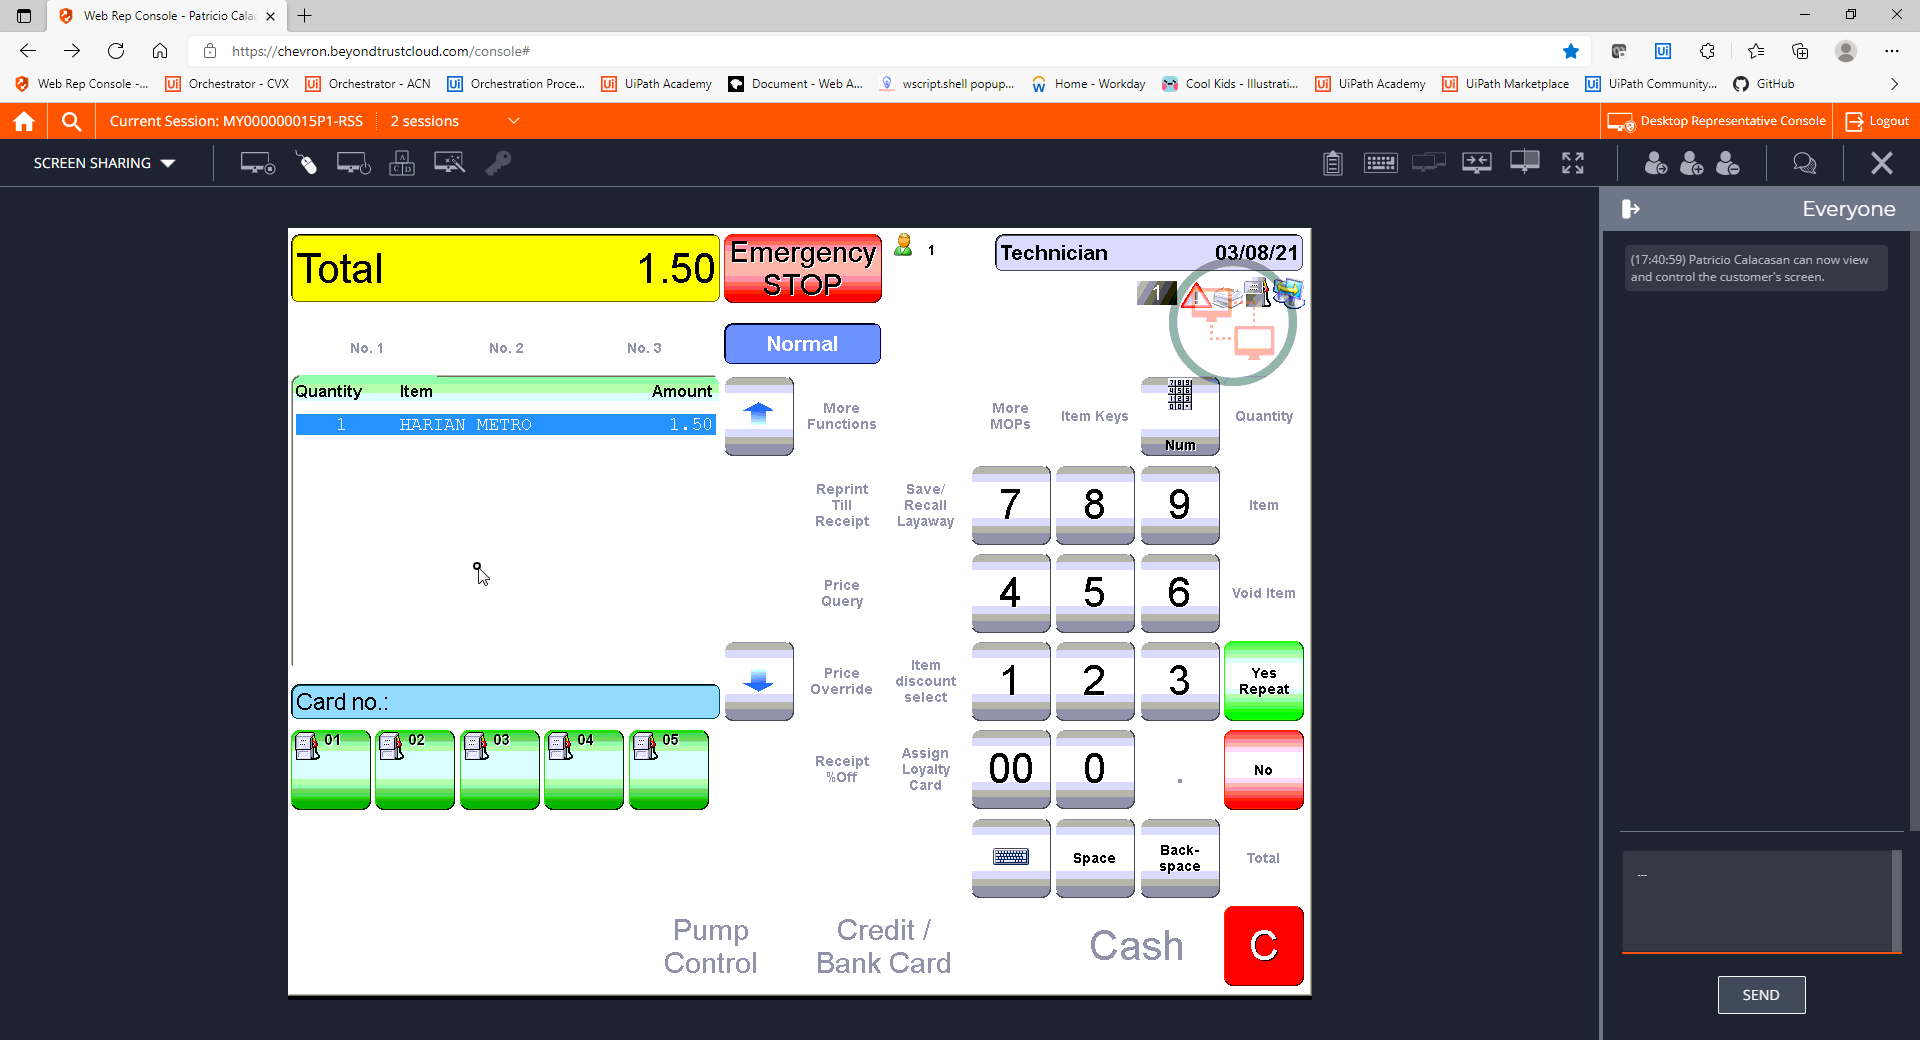 Web Rep Console - Patricio Cala
https://chevron.beyondtrustcloud.com/console#
Web Rep Console -...
Orchestrator - CVX
Orchestrator - ACN
Orchestration Proce...
UiPath Academy
Document - Web A...
wscript.shell popup...
Home - Workday
Cool Kids - Illustrati...
UiPath Academy
UiPath Marketplace
UiPath Community...
GitHub
Current Session: MY000000015P1-RSS
2 sessions
Desktop Representative Console
Logout
SCREEN SHARING
Everyone
(17:40:59) Patricio Calacasan can now view
and control the customer's screen.
Total 1.50
Emergency
STOP
1
Technician 03/08/21
1
No. 1
No. 2
No. 3
Normal
Quantity Item Amount
1 HARIAN METRO 1.50
More
Functions
More
MOPs
Item Keys
Num
Quantity
Reprint
Till
Receipt
Save/
Recall
Layaway
7
8
9
Item
Price
Query
4
5
6
Void Item
Price
Override
Item
discount
select
1
2
3
Yes
Repeat
Card no.:
01
02
03
04
05
Receipt
%Off
Assign
Loyalty
Card
00
0
.
No
Space
Back-
space
Total
Pump
Control
Credit /
Bank Card
Cash
C
...
SEND